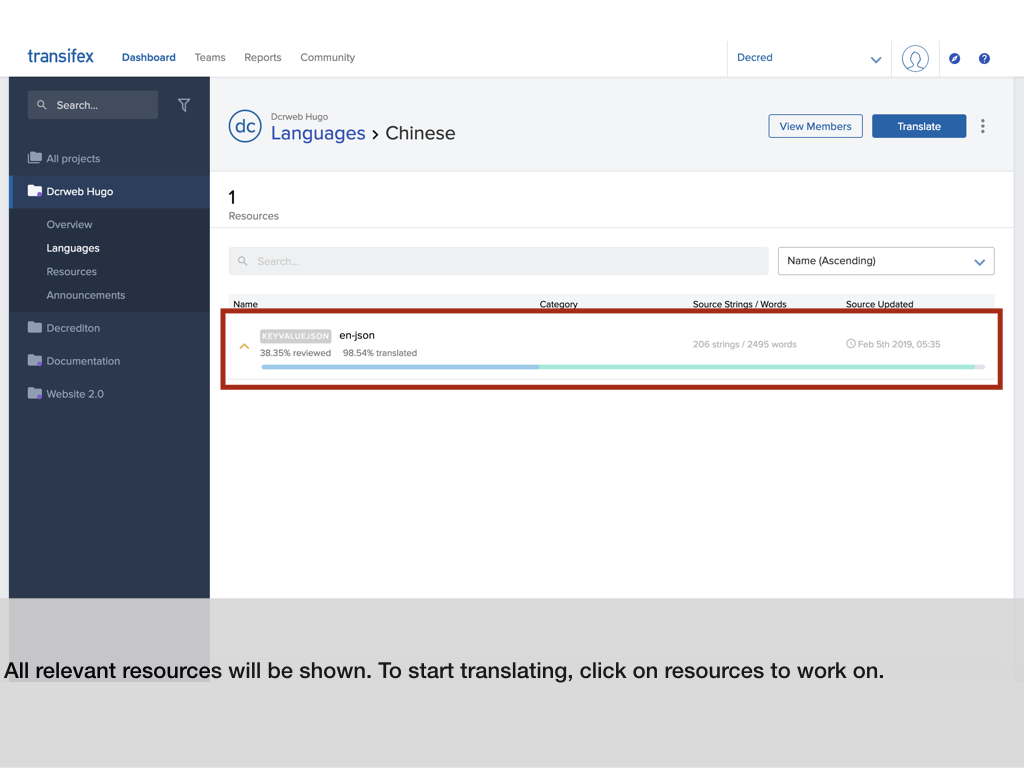 transifex
Dashboard Teams Reports Community
Decred
?
Search...
All projects
Dcrweb Hugo
Overview
Languages
Resources
Announcements
Decrediton
Documentation
Website 2.0
dc
Dcrweb Hugo
Languages > Chinese
View Members
Translate
1
Resources
Search...
Name (Ascending)
Name Category Source Strings / Words Source Updated
KEYVALUEJSON en-json
206 strings / 2495 words Feb 5th 2019, 05:35
38.35% reviewed 98.54% translated
All relevant resources will be shown. To start translating, click on resources to work on.